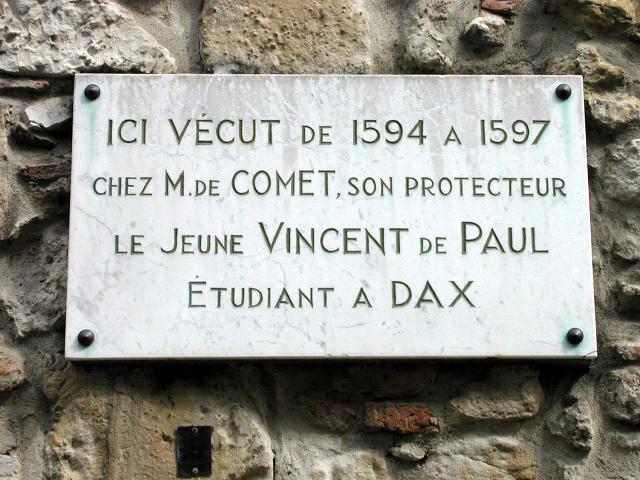 ICI VÉCUT DE 1594 A 1597
CHEZ M. DE COMET, SON PROTECTEUR
LE JEUNE VINCENT DE PAUL
ÉTUDIANT A DAX